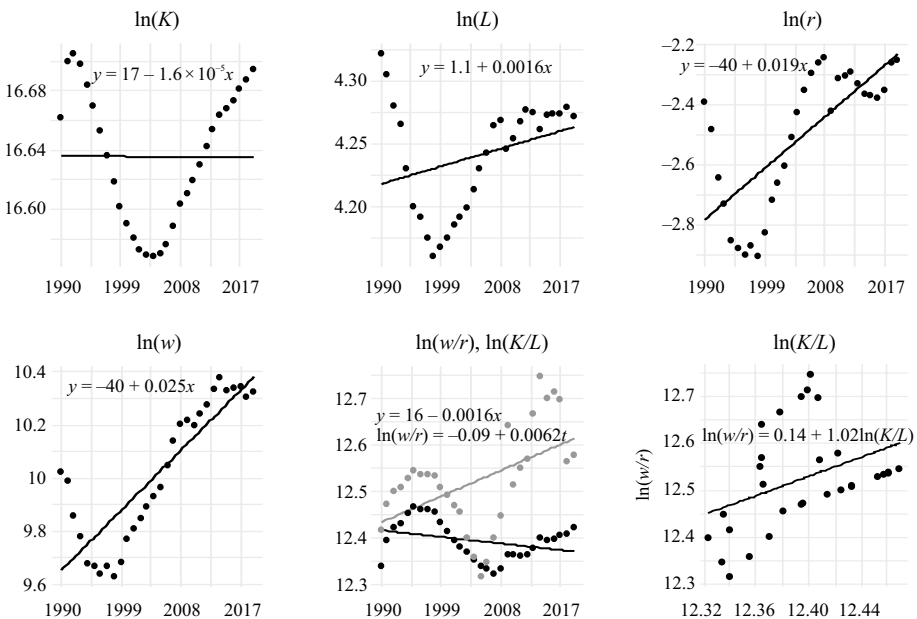 ln(K)
y = 17 – 1.6 × 10⁻⁵x
16.68
16.64
16.60
1990 1999 2008 2017
ln(L)
y = 1.1 + 0.0016x
4.30
4.25
4.20
1990 1999 2008 2017
ln(r)
y = –40 + 0.019x
–2.2
–2.4
–2.6
–2.8
1990 1999 2008 2017
ln(w)
y = –40 + 0.025x
10.4
10.2
10
9.8
9.6
1990 1999 2008 2017
ln(w/r), ln(K/L)
12.7
y = 16 – 0.0016x
ln(w/r) = –0.09 + 0.0062t
12.6
12.5
12.4
12.3
1990 1999 2008 2017
ln(K/L)
12.7
ln(w/r) = 0.14 + 1.02ln(K/L)
12.6
12.5
12.4
12.3
ln(w/r)
12.32 12.36 12.40 12.44